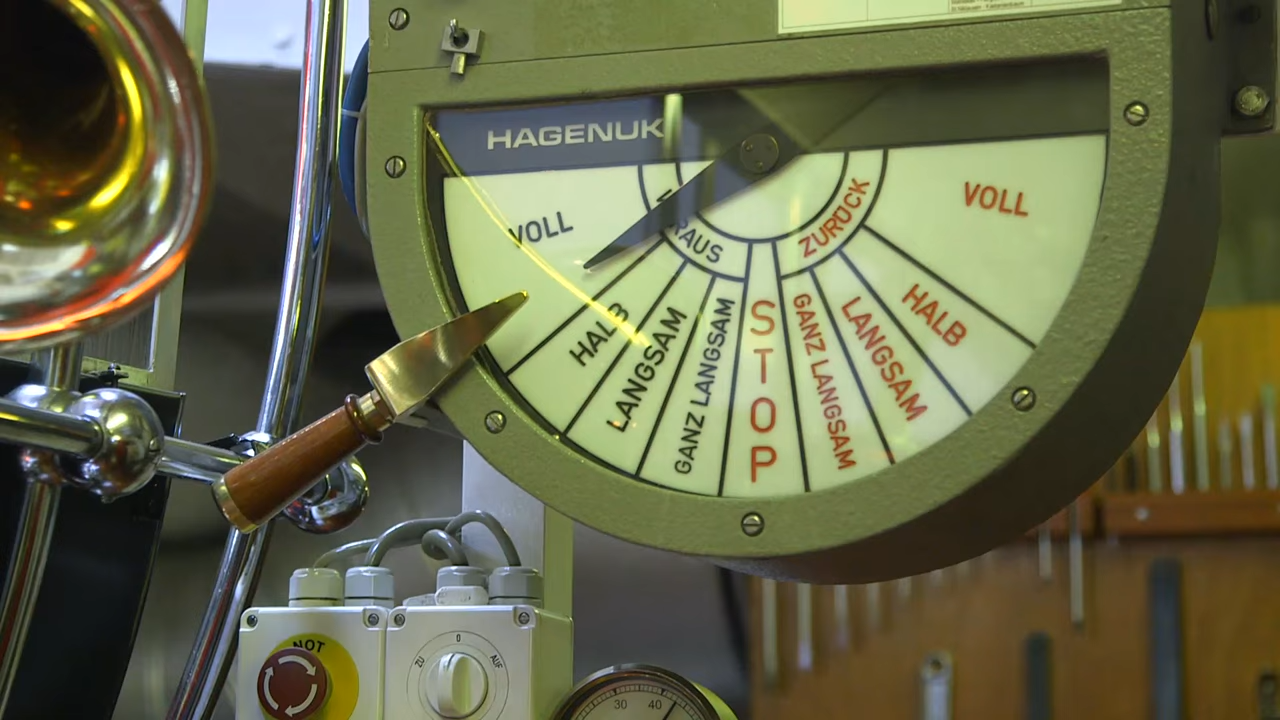 HAGENUK
VOLL
RAUS
ZURÜCK
VOLL
HALB
LANGSAM
GANZ LANGSAM
STOP
GANZ LANGSAM
LANGSAM
HALB
NOT
ZU
0
AUF
30
40